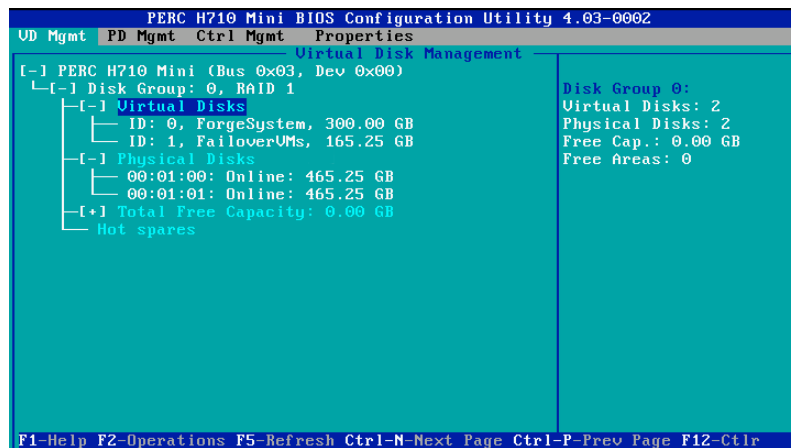 PERC H710 Mini BIOS Configuration Utility 4.03-0002
VD Mgmt PD Mgmt Ctrl Mgmt Properties
Virtual Disk Management
[-] PERC H710 Mini (Bus 0x03, Dev 0x00)
[-] Disk Group: 0, RAID 1
[-] Virtual Disks
ID: 0, ForgeSystem, 300.00 GB
ID: 1, FailoverVMs, 165.25 GB
[-] Physical Disks
00:01:00: Online: 465.25 GB
00:01:01: Online: 465.25 GB
[+] Total Free Capacity: 0.00 GB
Hot spares
Disk Group 0:
Virtual Disks: 2
Physical Disks: 2
Free Cap.: 0.00 GB
Free Areas: 0
F1-Help F2-Operations F5-Refresh Ctrl-N-Next Page Ctrl-P-Prev Page F12-Ctlr